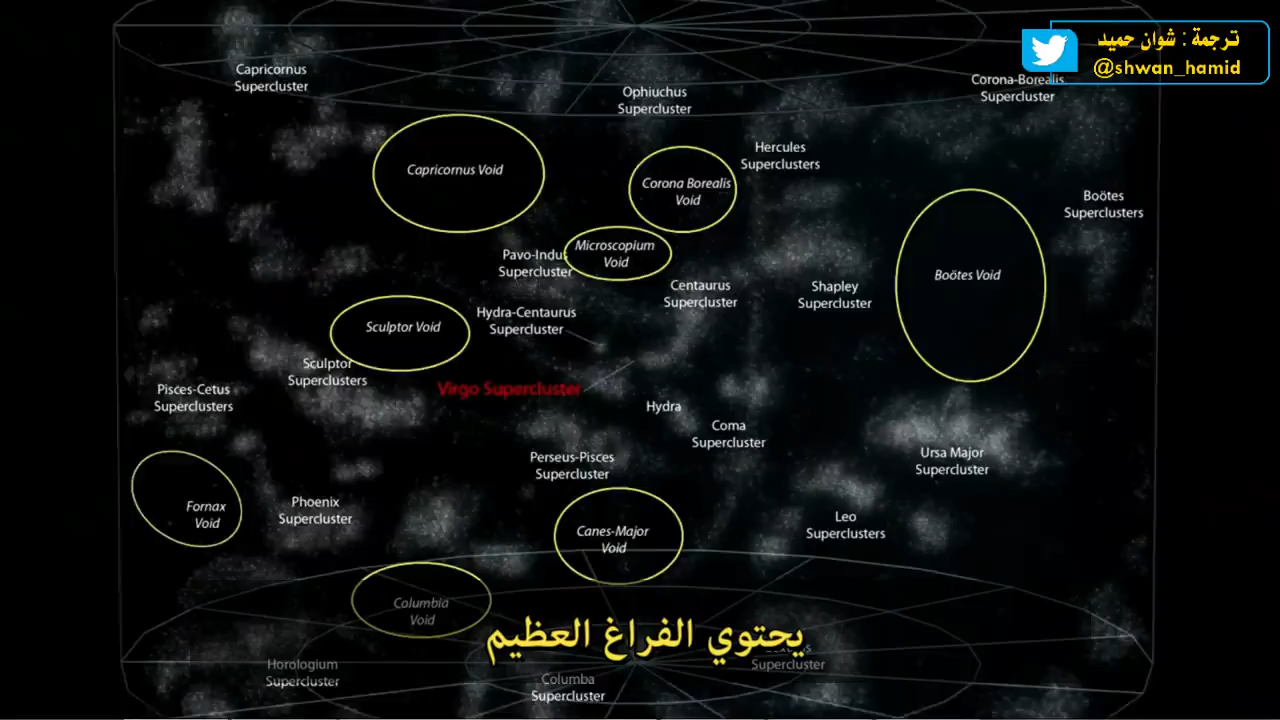 ترجمة : شوان حميد
@shwan_hamid
Capricornus
Supercluster
Ophiuchus
Supercluster
Corona-Borealis
Supercluster
Hercules
Superclusters
Capricornus Void
Corona Borealis
Void
Boötes
Superclusters
Microscopium
Void
Pavo-Indus
Supercluster
Boötes Void
Centaurus
Supercluster
Shapley
Supercluster
Hydra-Centaurus
Supercluster
Sculptor Void
Sculptor
Superclusters
Virgo Supercluster
Pisces-Cetus
Superclusters
Hydra
Coma
Supercluster
Perseus-Pisces
Supercluster
Ursa Major
Supercluster
Fornax
Void
Phoenix
Supercluster
Leo
Superclusters
Canes-Major
Void
Columbia
Void
يحتوي الفراغ العظيم
Horologium
Supercluster
Supercluster
Columba
Supercluster